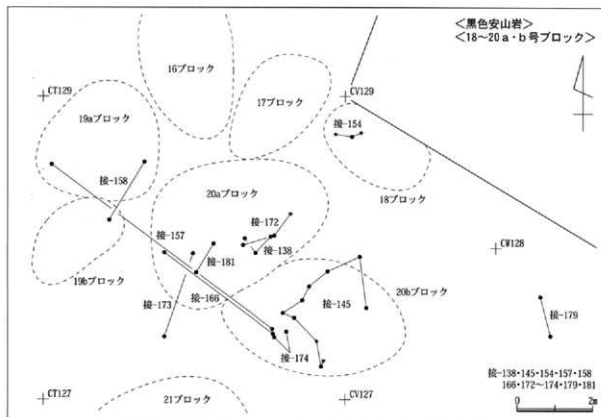 <黒色安山岩>
<18～20a・b号ブロック>
CT129
16ブロック
17ブロック
CV129
19aブロック
接-154
接-158
18ブロック
20aブロック
接-172
接-157
接-138
CW128
接-181
19bブロック
接-166
接-145
20bブロック
接-173
接-179
接-174
接-138・145・154・157・158
166・172～174・179・181
CT127
21ブロック
CV127
0 2m